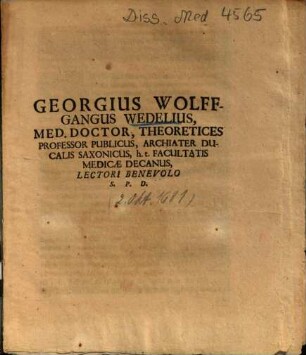 Diss. Med 4565
GEORGIUS WOLFF-
GANGUS WEDELIUS,
MED. DOCTOR, THEORETICES
PROFESSOR PUBLICUS, ARCHIATER DU-
CALIS SAXONICUS, h. t. FACULTATIS
MEDICÆ DECANUS,
LECTORI BENEVOLO
S. P. D.